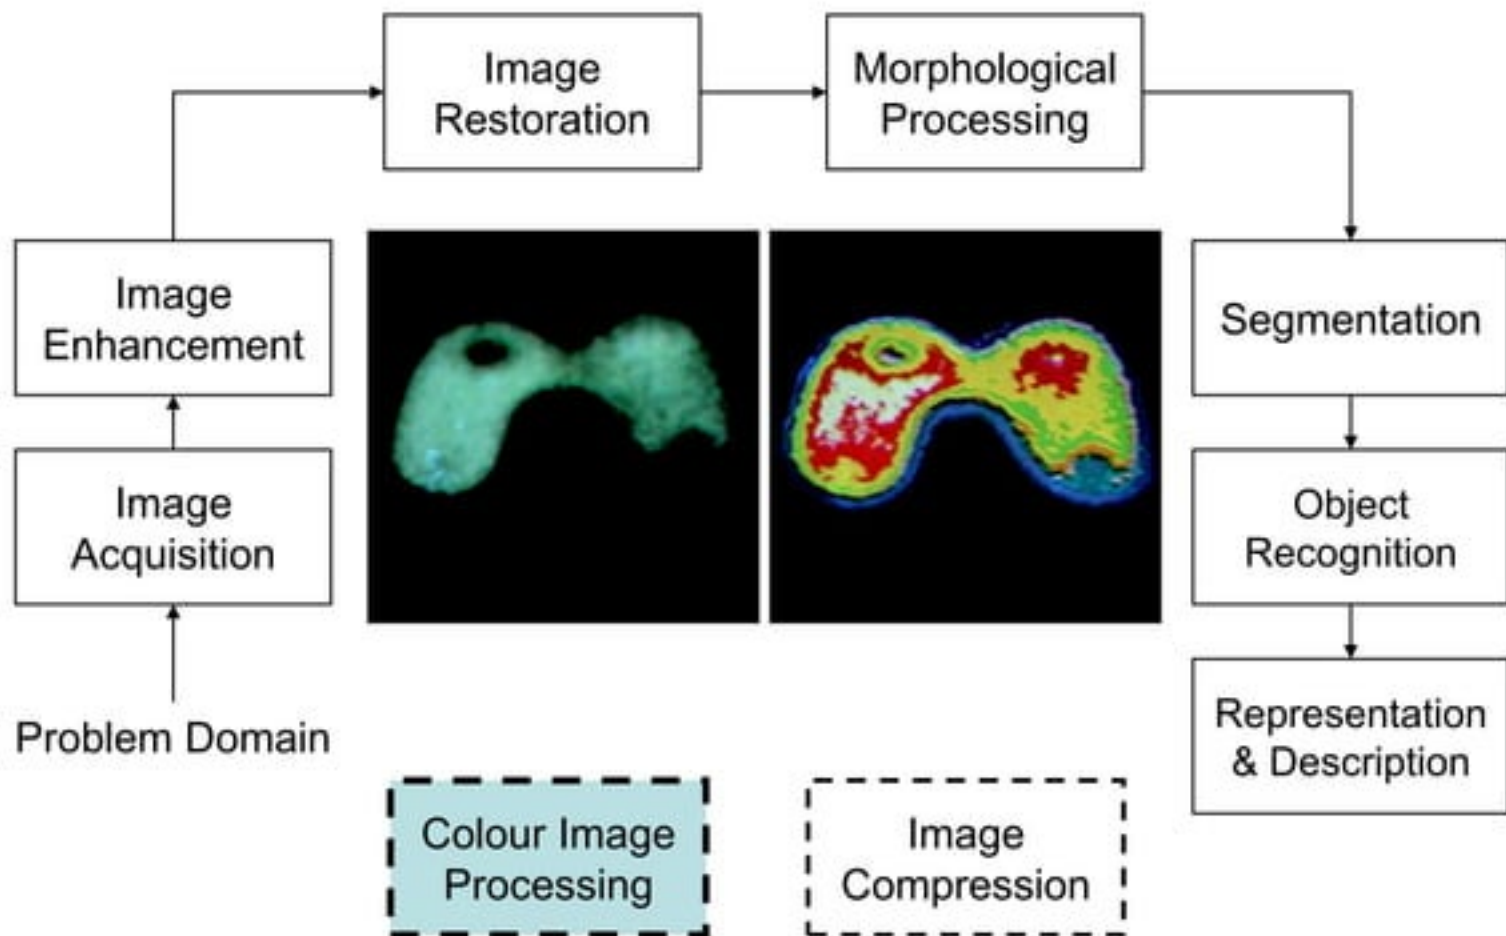 Image
Restoration
Morphological
Processing
Image
Enhancement
Segmentation
Image
Acquisition
Object
Recognition
Problem Domain
Representation
& Description
Colour Image
Processing
Image
Compression